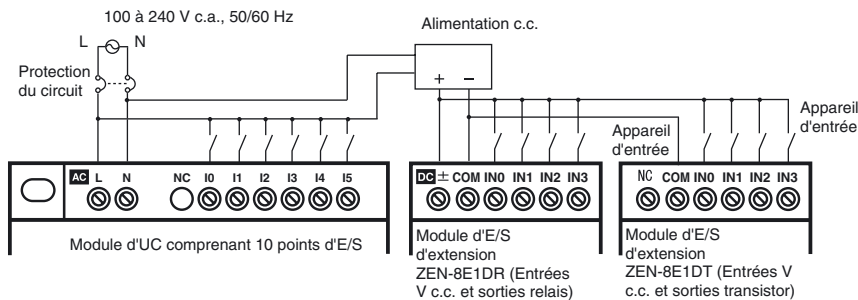 100 à 240 V c.a., 50/60 Hz
L N
Protection
du circuit
Alimentation c.c.
+ −
Appareil
d'entrée
Appareil
d'entrée
AC L N NC I0 I1 I2 I3 I4 I5
Module d'UC comprenant 10 points d'E/S
DC ± COM IN0 IN1 IN2 IN3
Module d'E/S
d'extension
ZEN-8E1DR (Entrées
V c.c. et sorties relais)
NC COM IN0 IN1 IN2 IN3
Module d'E/S
d'extension
ZEN-8E1DT (Entrées V
c.c. et sorties transistor)